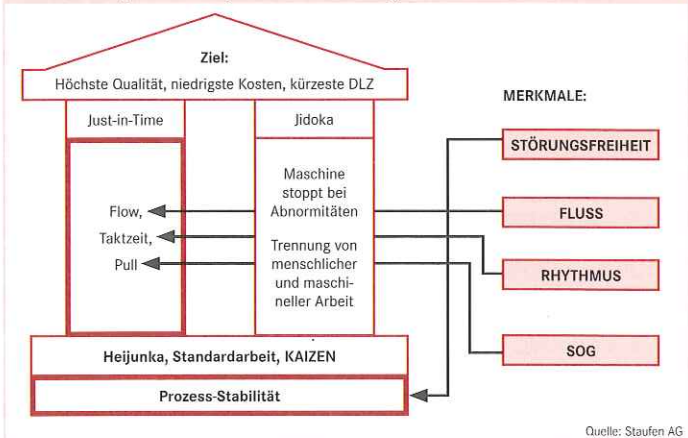 Ziel:
Höchste Qualität, niedrigste Kosten, kürzeste DLZ
Just-in-Time
Jidoka
Flow,
Taktzeit,
Pull
Maschine
stoppt bei
Abnormitäten
Trennung von
menschlicher
und maschi-
neller Arbeit
Heijunka, Standardarbeit, KAIZEN
Prozess-Stabilität
MERKMALE:
STÖRUNGSFREIHEIT
FLUSS
RHYTHMUS
SOG
Quelle: Staufen AG